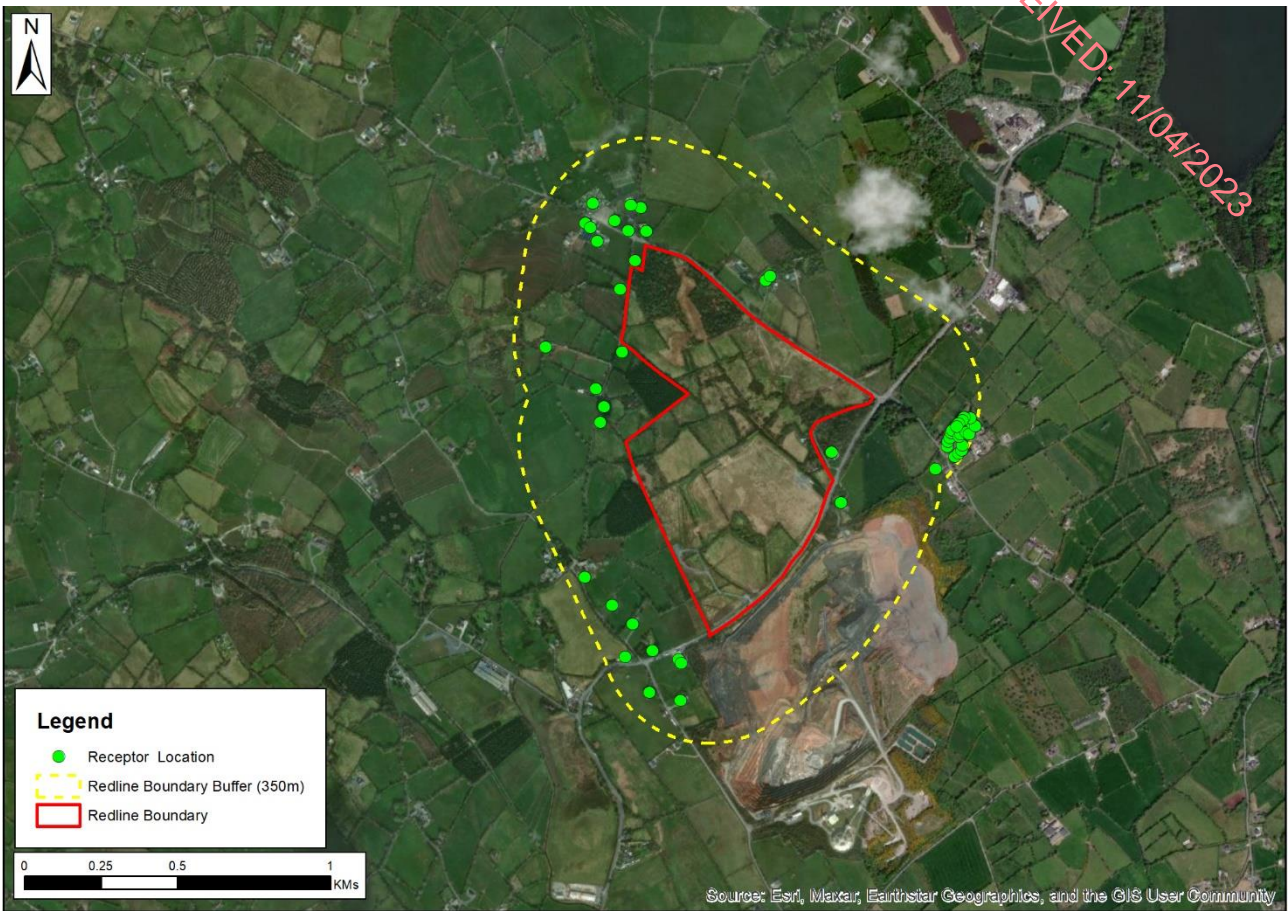 N
IVED: 11/04/2023
Legend
Receptor Location
Redline Boundary Buffer (350m)
Redline Boundary
0 0.25 0.5 1
KMs
Source: Esri, Maxar, Earthstar Geographics, and the GIS User Community